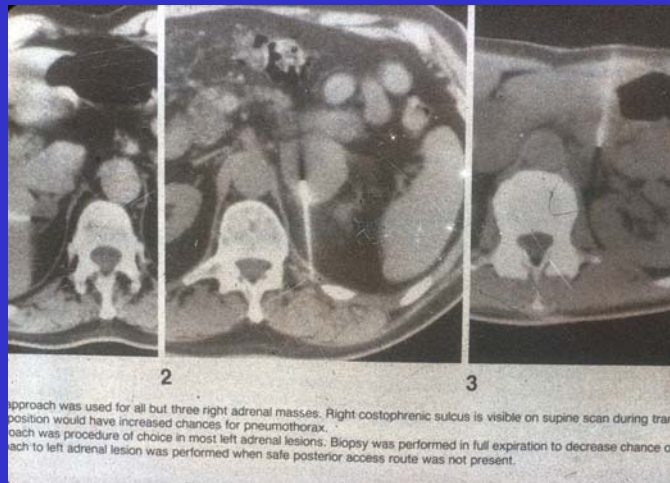 2
3
approach was used for all but three right adrenal masses. Right costophrenic sulcus is visible on supine scan during
position would have increased chances for pneumothorax.
was procedure of choice in most left adrenal lesions. Biopsy was performed in full expiration to decrease chance
to left adrenal lesion was performed when safe posterior access route was not present.